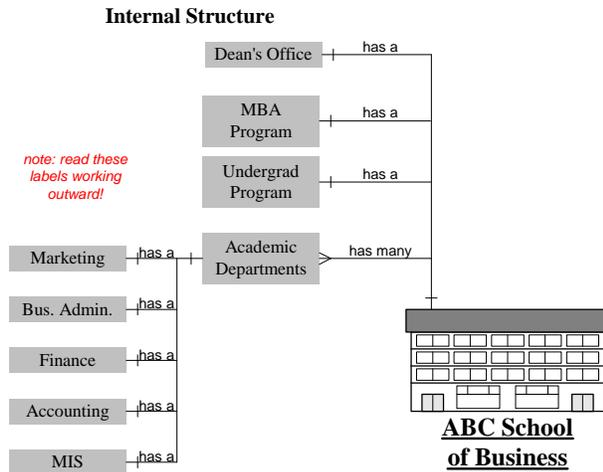 Internal Structure
Dean's Office
has a
MBA
Program
has a
note: read these
labels working
outward!
Undergrad
Program
has a
Marketing
has a
Academic
Departments
has many
Bus. Admin.
has a
Finance
has a
Accounting
has a
MIS
has a
ABC School
of Business